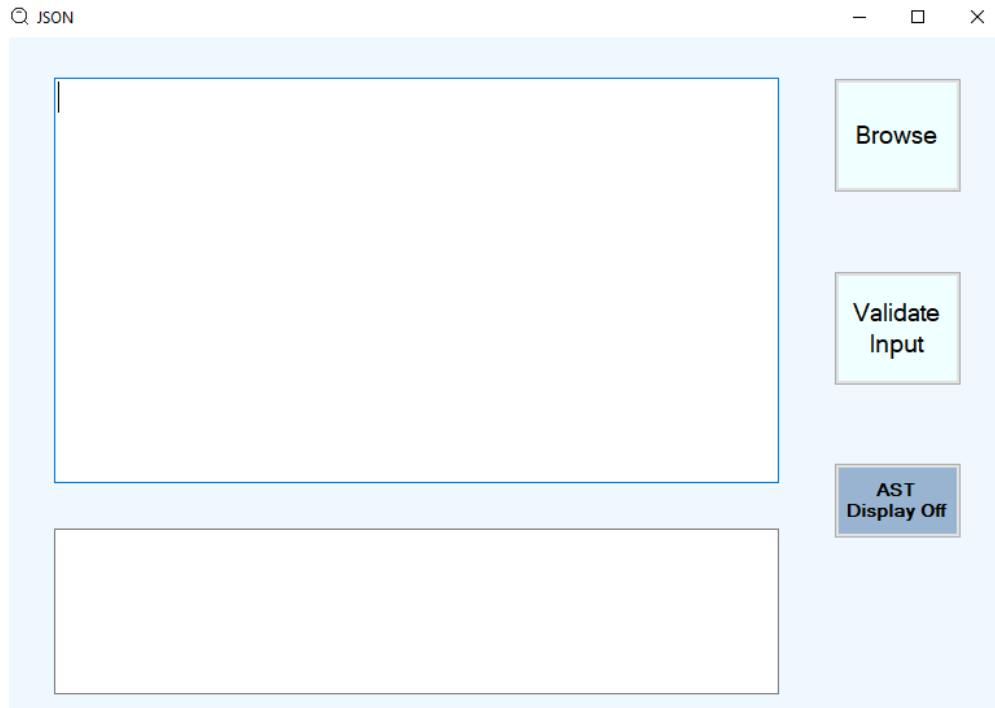 JSON
Browse
Validate
Input
AST
Display Off